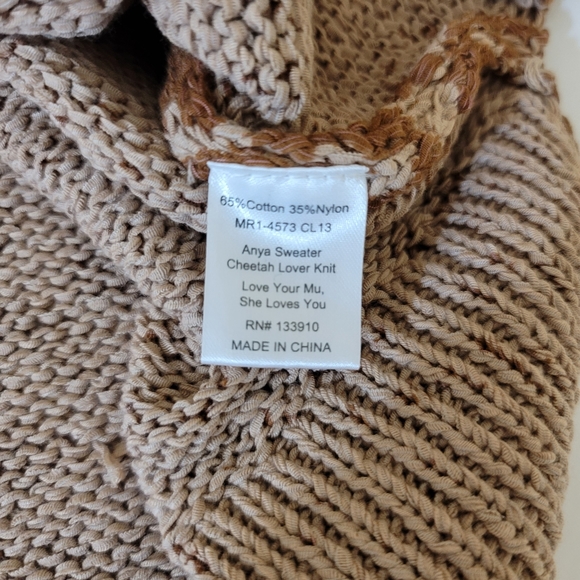 65%Cotton 35%Nylon
MR1-4573 CL13
Anya Sweater
Cheetah Lover Knit
Love Your Mu,
She Loves You
RN# 133910
MADE IN CHINA